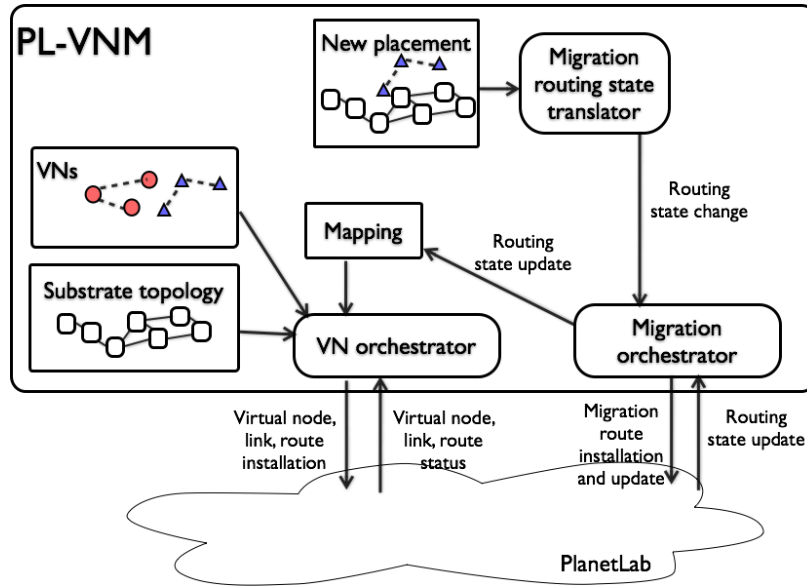 PL-VNM
New placement
Migration
routing state
translator
VNs
Mapping
Routing
state change
Routing
state update
Substrate topology
VN orchestrator
Migration
orchestrator
Virtual node,
link, route
installation
Virtual node,
link, route
status
Migration
route
installation
and update
Routing
state update
PlanetLab